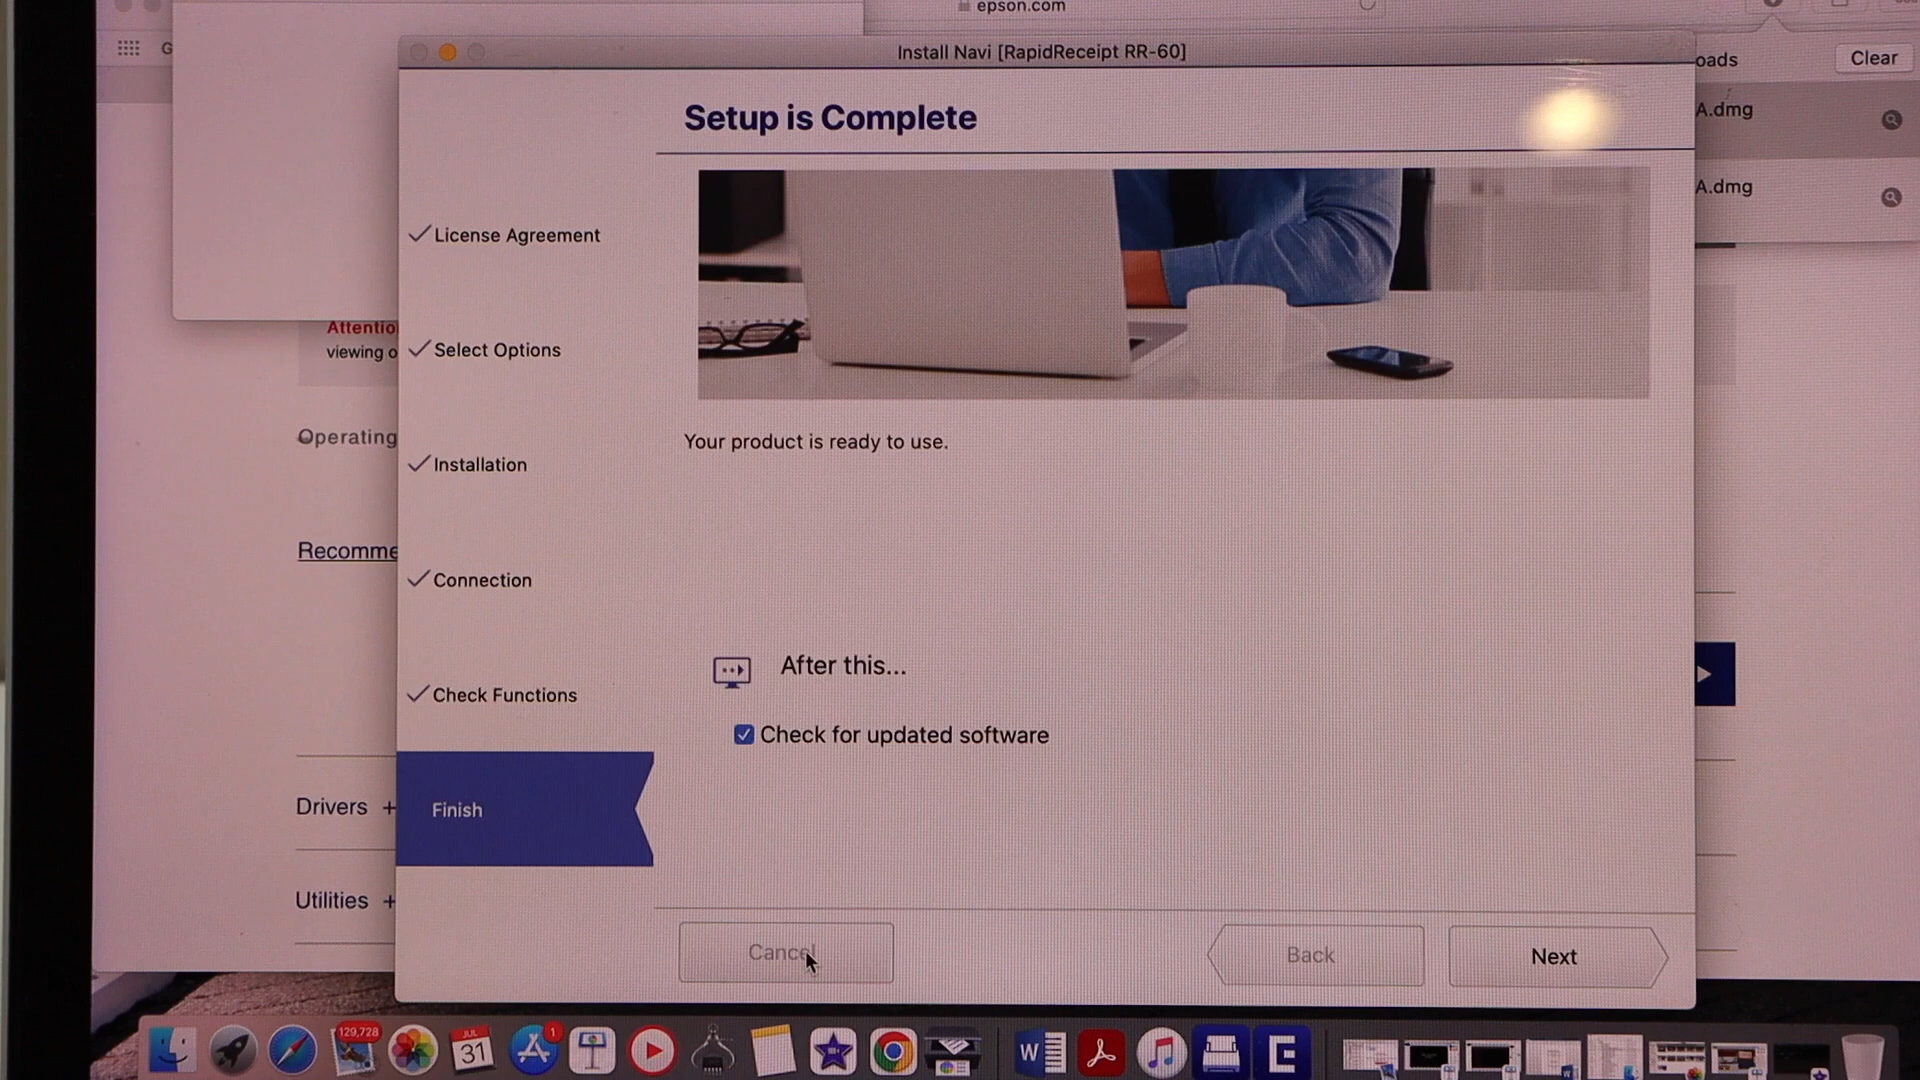 epson.com
G
Install Navi [RapidReceipt RR-60]
oads
Clear
Setup is Complete
A.dmg
A.dmg
License Agreement
Attentio
viewing o
Select Options
Operating
Your product is ready to use.
Installation
Recomme
Connection
After this...
Check Functions
Check for updated software
Drivers +
Finish
Utilities +
Cancel
Back
Next
129,728
JUL
31
1
W
E